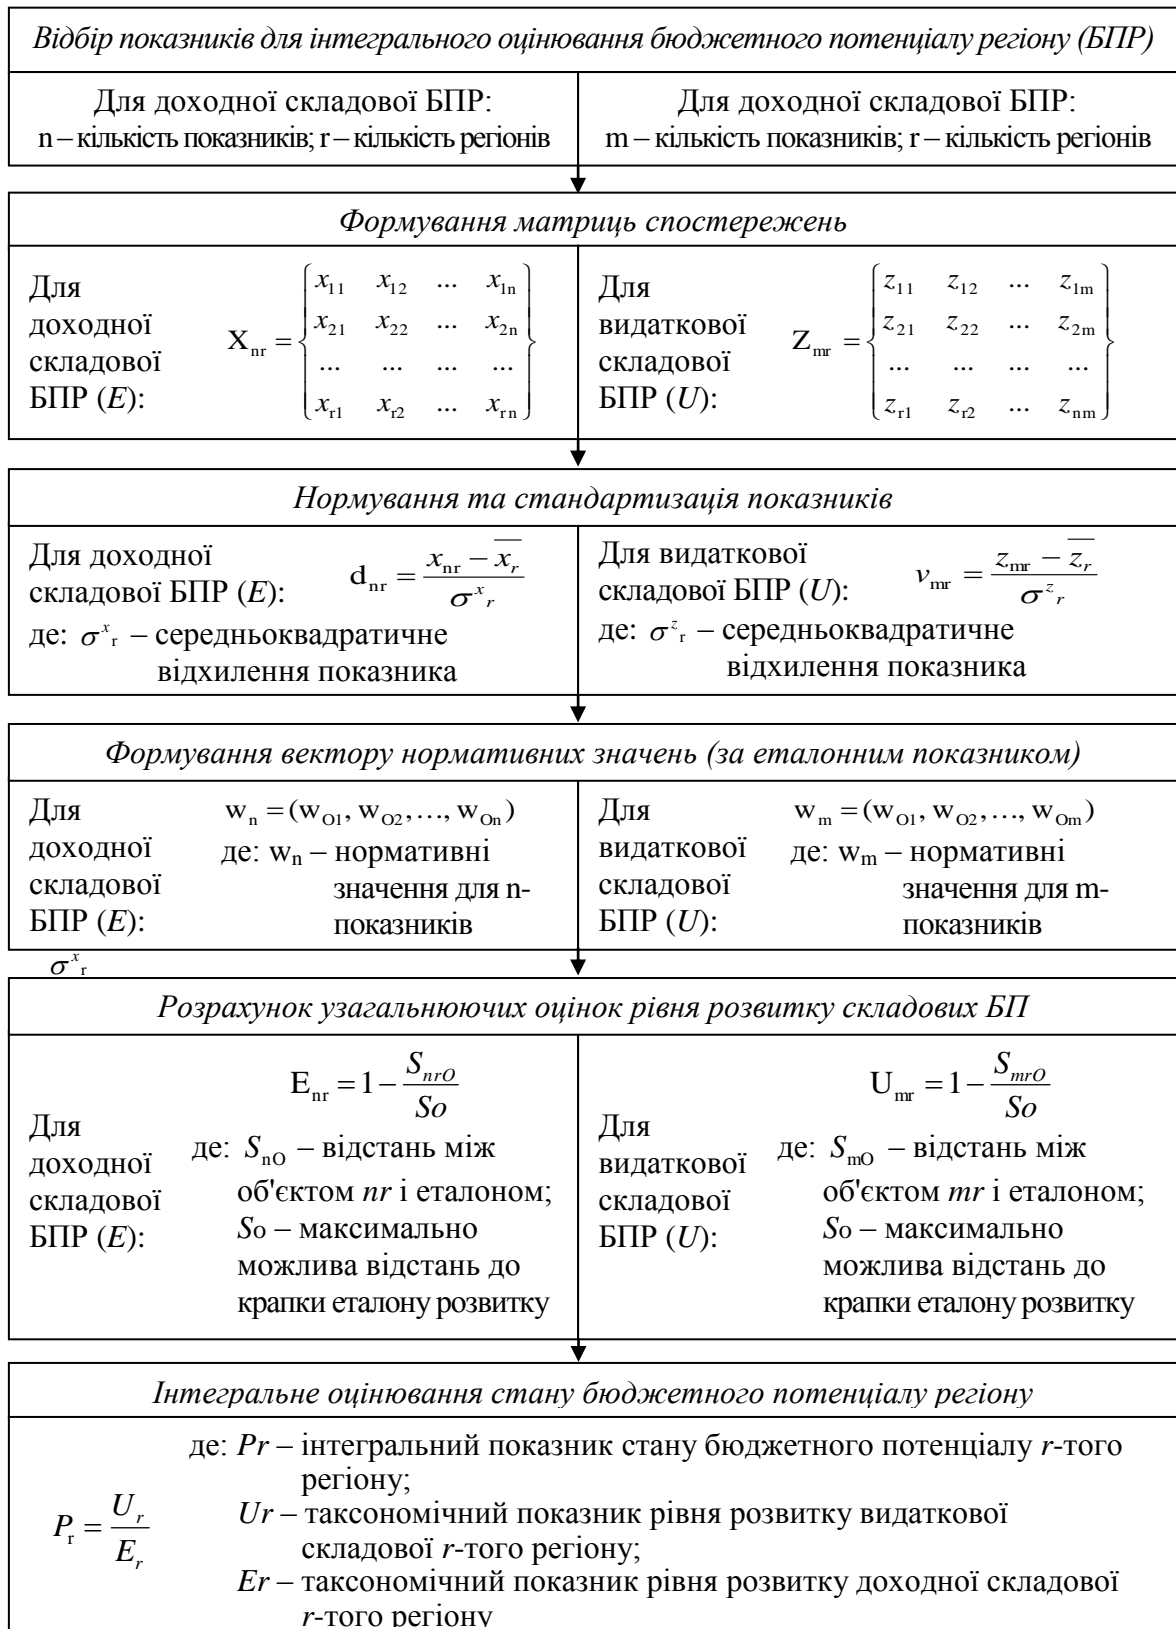 Відбір показників для інтегрального оцінювання бюджетного потенціалу регіону (БПР)
Для доходної складової БПР:
n – кількість показників; r – кількість регіонів
Для доходної складової БПР:
m – кількість показників; r – кількість регіонів
Формування матриць спостережень
Для
доходної
складової
БПР (E):
X_nr = { x_11 x_12 ... x_1n
x_21 x_22 ... x_2n
... ... ... ...
x_r1 x_r2 ... x_rn }
Для
видаткової
складової
БПР (U):
Z_mr = { z_11 z_12 ... z_1m
z_21 z_22 ... z_2m
... ... ... ...
z_r1 z_r2 ... z_nm }
Нормування та стандартизація показників
Для доходної
складової БПР (E):
d_nr = (x_nr − x̅_r) / σ^x_r
де: σ^x_r – середньоквадратичне
відхилення показника
Для видаткової
складової БПР (U):
v_mr = (z_mr − z̅_r) / σ^z_r
де: σ^z_r – середньоквадратичне
відхилення показника
Формування вектору нормативних значень (за еталонним показником)
Для
доходної
складової
БПР (E):
w_n = (w_O1, w_O2, ..., w_On)
де: w_n – нормативні
значення для n-
показників
Для
видаткової
складової
БПР (U):
w_m = (w_O1, w_O2, ..., w_Om)
де: w_m – нормативні
значення для m-
показників
σ^x_r
Розрахунок узагальнюючих оцінок рівня розвитку складових БП
Для
доходної
складової
БПР (E):
E_nr = 1 − S_nrO / So
де: S_nO – відстань між
об'єктом nr і еталоном;
So – максимально
можлива відстань до
крапки еталону розвитку
Для
видаткової
складової
БПР (U):
U_mr = 1 − S_mrO / So
де: S_mO – відстань між
об'єктом mr і еталоном;
So – максимально
можлива відстань до
крапки еталону розвитку
Інтегральне оцінювання стану бюджетного потенціалу регіону
P_r = U_r / E_r
де: Pr – інтегральний показник стану бюджетного потенціалу r-того
регіону;
Ur – таксономічний показник рівня розвитку видаткової
складової r-того регіону;
Er – таксономічний показник рівня розвитку доходної складової
r-того регіону